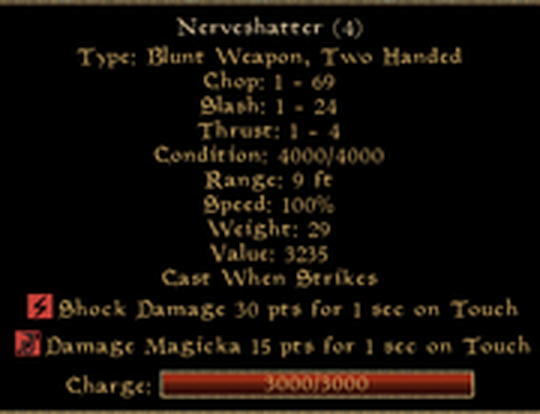 Nerveshatter (4)
Type: Blunt Weapon, Two Handed
Chop: 1 - 69
Slash: 1 - 24
Thrust: 1 - 4
Condition: 4000/4000
Range: 9 ft
Speed: 100%
Weight: 29
Value: 3235
Cast When Strikes
Shock Damage 30 pts for 1 sec on Touch
Damage Magicka 15 pts for 1 sec on Touch
Charge: 3000/3000